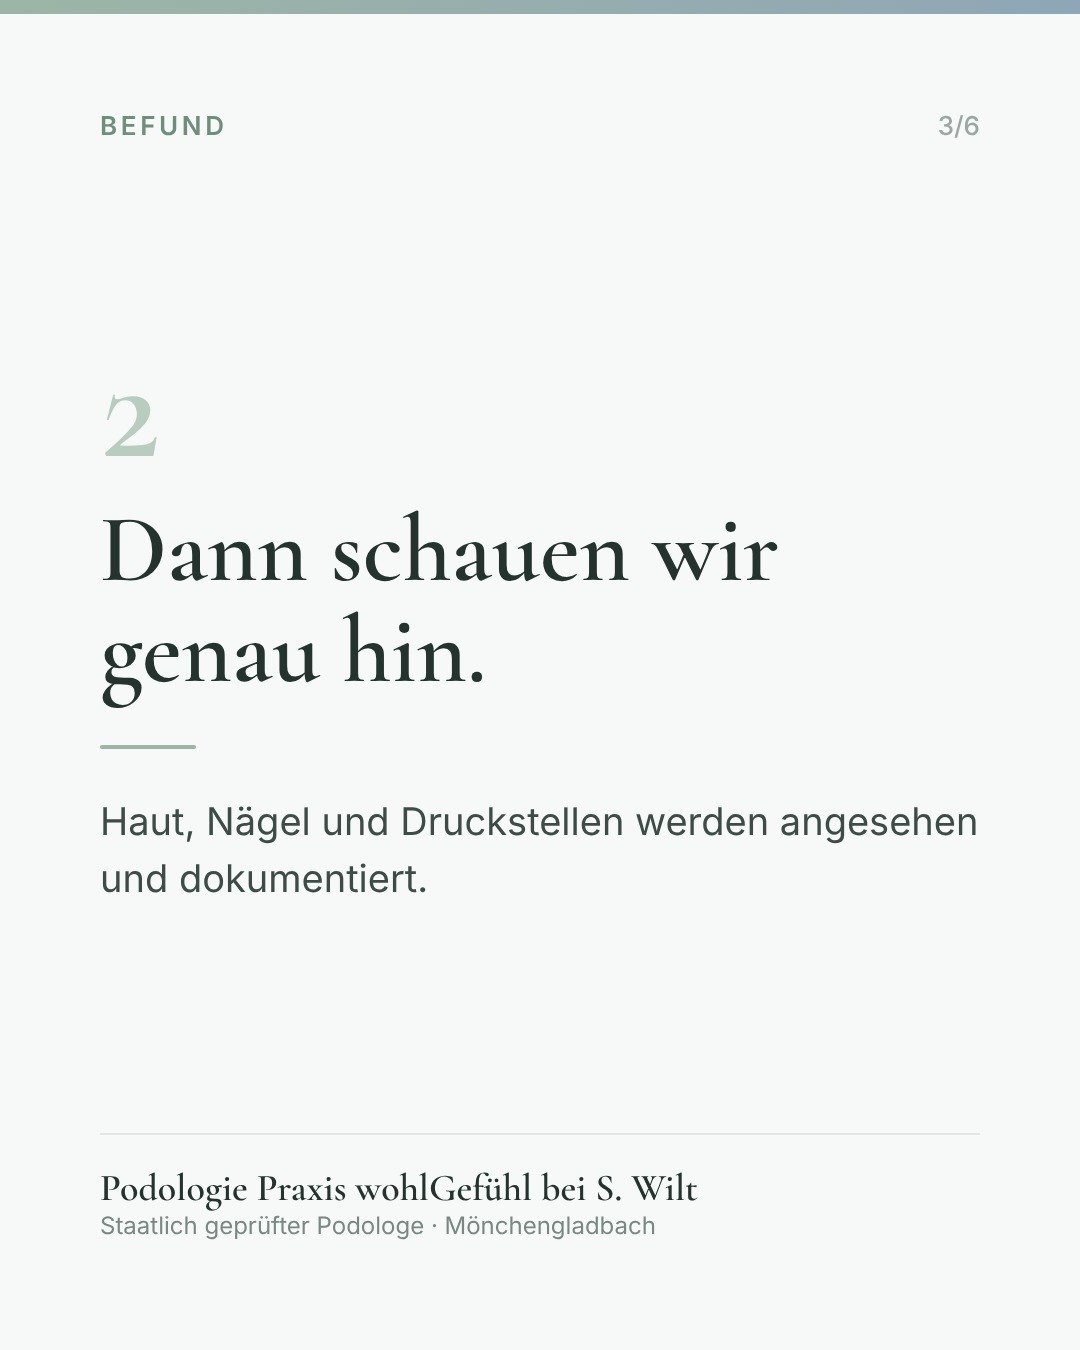 BEFUND
3/6
2
Dann schauen wir
genau hin.
Haut, Nägel und Druckstellen werden angesehen
und dokumentiert.
Podologie Praxis wohlGefühl bei S. Wilt
Staatlich geprüfter Podologe · Mönchengladbach